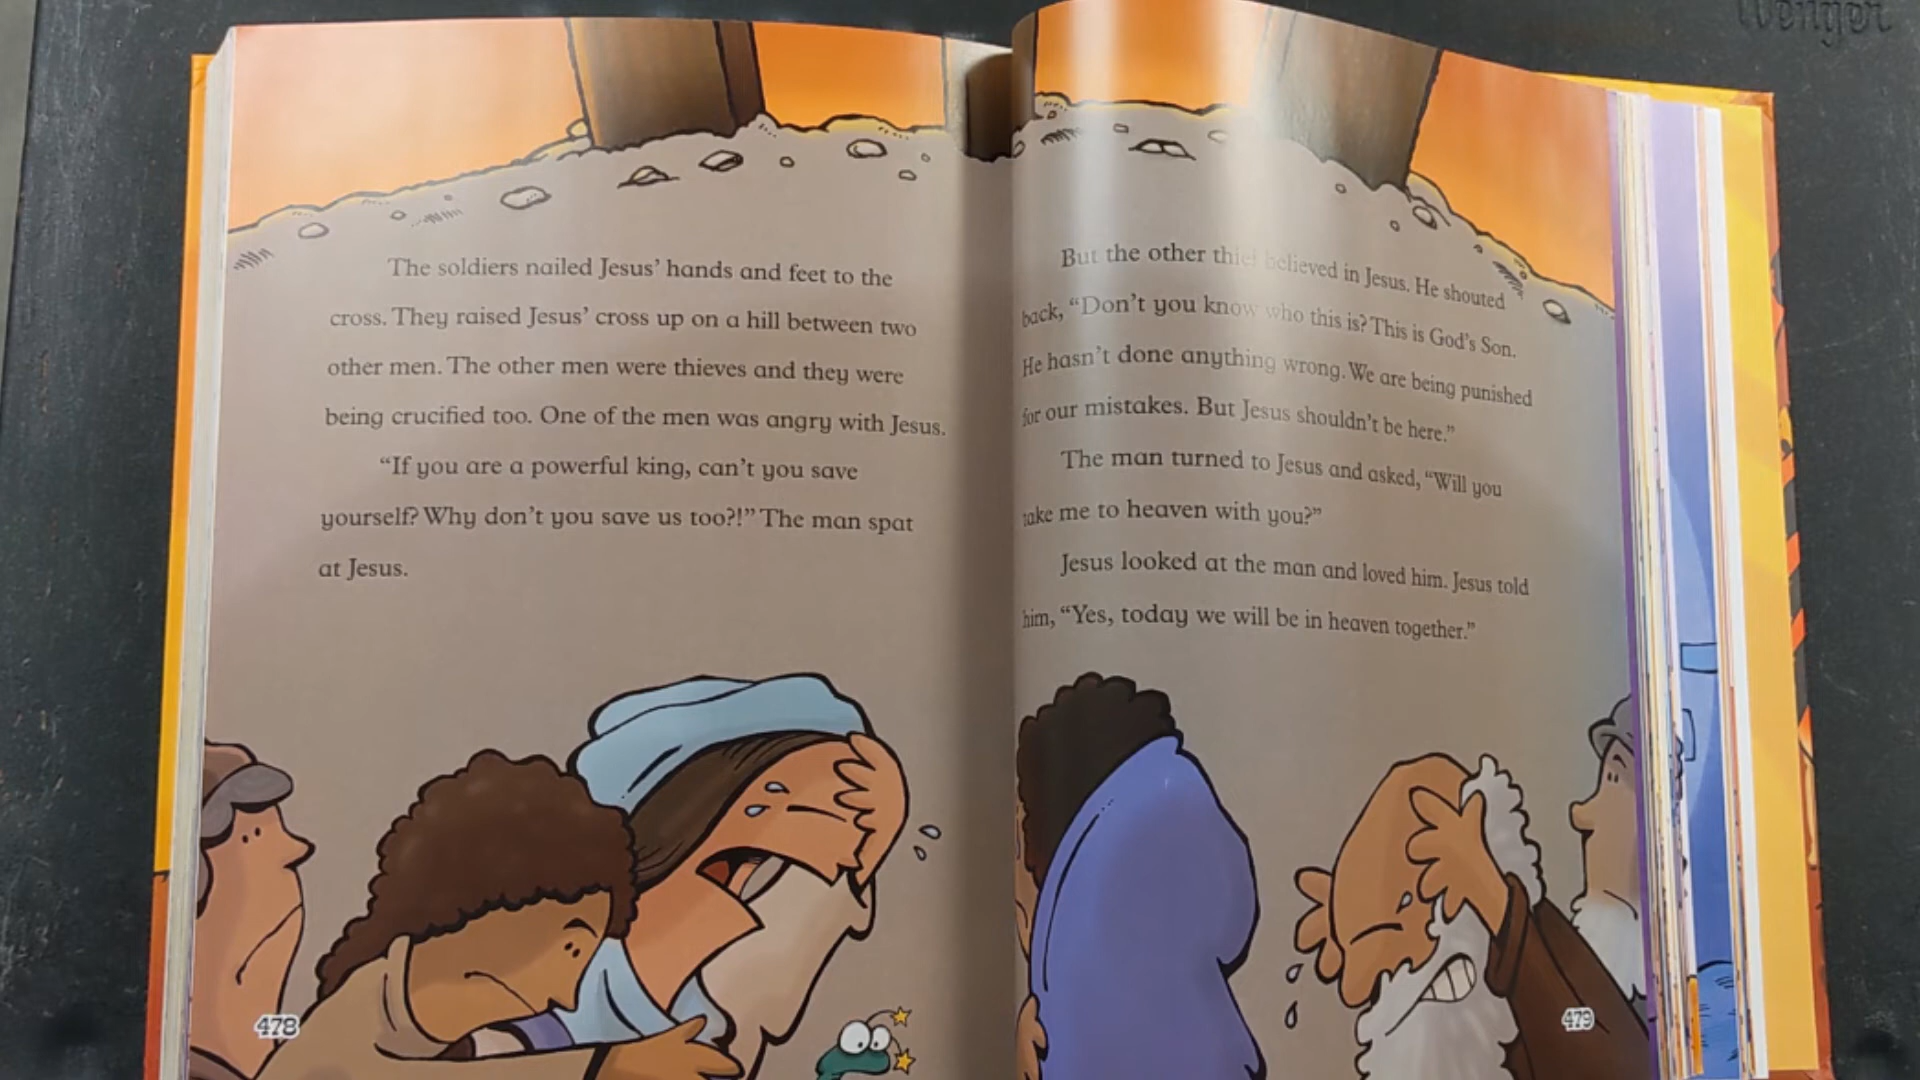 Wenger
The soldiers nailed Jesus' hands and feet to the
cross. They raised Jesus' cross up on a hill between two
other men. The other men were thieves and they were
being crucified too. One of the men was angry with Jesus.
"If you are a powerful king, can't you save
yourself? Why don't you save us too?!" The man spat
at Jesus.
478
But the other thief believed in Jesus. He shouted
back, "Don't you know who this is? This is God's Son.
He hasn't done anything wrong. We are being punished
for our mistakes. But Jesus shouldn't be here."
The man turned to Jesus and asked, "Will you
take me to heaven with you?"
Jesus looked at the man and loved him. Jesus told
him, "Yes, today we will be in heaven together."
479